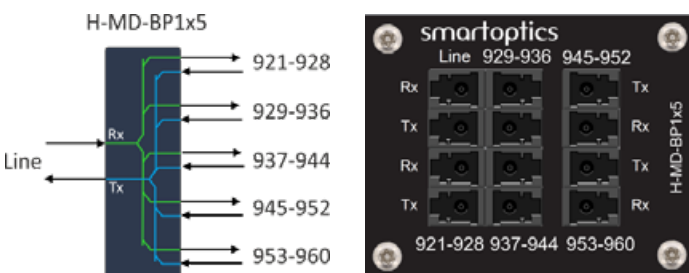 H-MD-BP1x5
921-928
929-936
Rx
Line
937-944
Tx
945-952
953-960
smartoptics
Line 929-936 945-952
Rx Tx
Tx Rx
Rx Tx
Tx Rx
H-MD-BP1x5
921-928 937-944 953-960